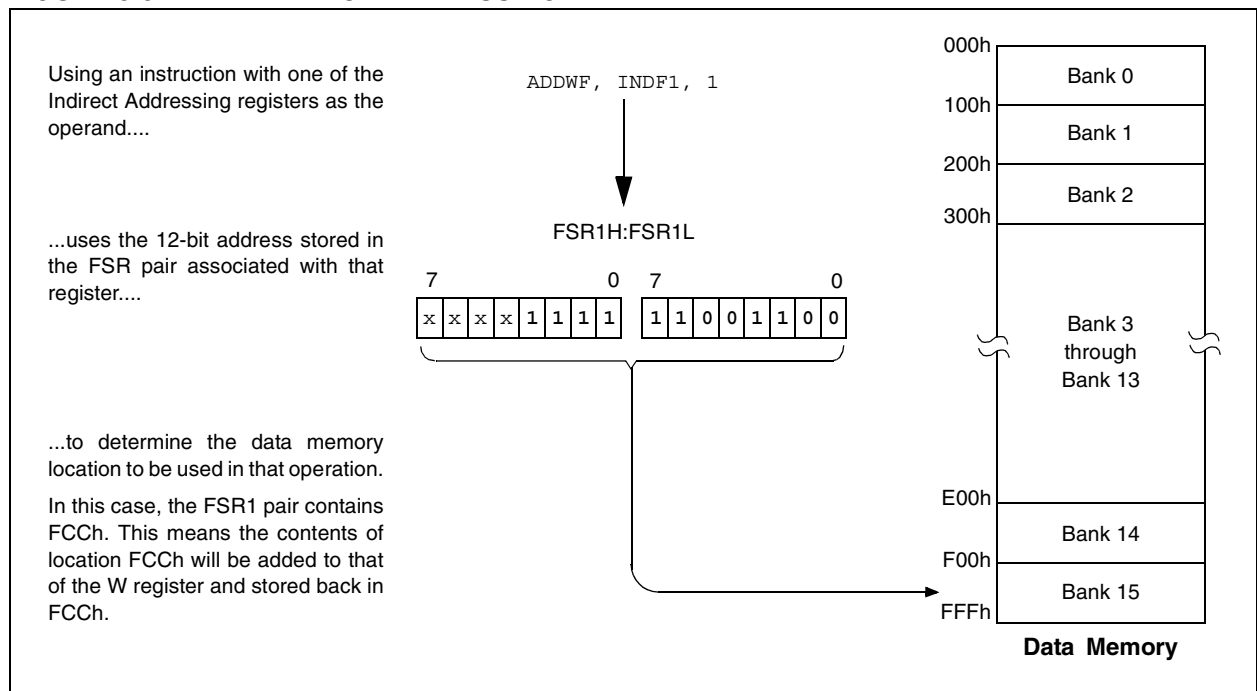 Using an instruction with one of the
Indirect Addressing registers as the
operand....
ADDWF, INDF1, 1
...uses the 12-bit address stored in
the FSR pair associated with that
register....
FSR1H:FSR1L
7 0 7 0
x x x x 1 1 1 1 1 1 0 0 1 1 0 0
...to determine the data memory
location to be used in that operation.
In this case, the FSR1 pair contains
FCCh. This means the contents of
location FCCh will be added to that
of the W register and stored back in
FCCh.
000h
Bank 0
100h
Bank 1
200h
Bank 2
300h
Bank 3
through
Bank 13
E00h
Bank 14
F00h
Bank 15
FFFh
Data Memory